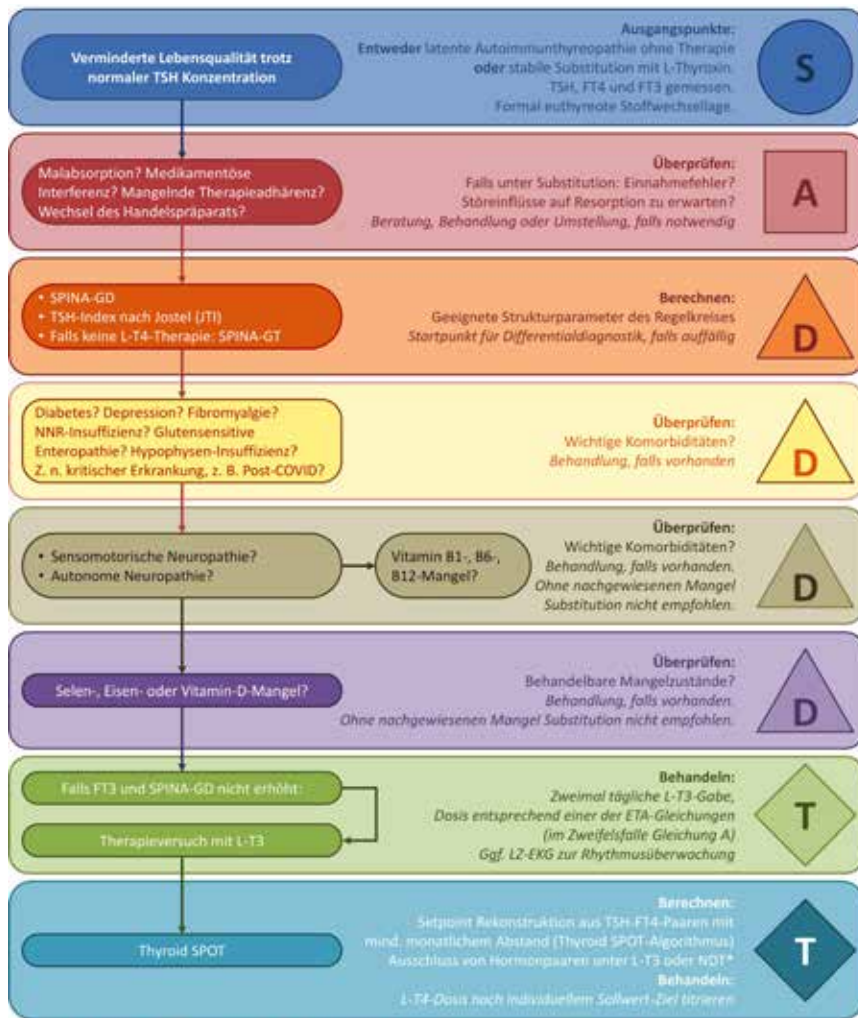 Verminderte Lebensqualität trotz
normaler TSH Konzentration
Ausgangspunkte:
Entweder latente Autoimmunthyreopathie ohne Therapie
oder stabile Substitution mit L-Thyroxin.
TSH, FT4 und FT3 gemessen.
Formal euthyreote Stoffwechsellage.
S
Malabsorption? Medikamentöse
Interferenz? Mangelnde Therapieadhärenz?
Wechsel des Handelspräparats?
Überprüfen:
Falls unter Substitution: Einnahmefehler?
Störeinflüsse auf Resorption zu erwarten?
Beratung, Behandlung oder Umstellung, falls notwendig
A
• SPINA-GD
• TSH-Index nach Jostel (JTI)
• Falls keine L-T4-Therapie: SPINA-GT
Berechnen:
Geeignete Strukturparameter des Regelkreises
Startpunkt für Differentialdiagnostik, falls auffällig
D
Diabetes? Depression? Fibromyalgie?
NNR-Insuffizienz? Glutensensitive
Enteropathie? Hypophysen-Insuffizienz?
Z. n. kritischer Erkrankung, z. B. Post-COVID?
Überprüfen:
Wichtige Komorbiditäten?
Behandlung, falls vorhanden
D
• Sensomotorische Neuropathie?
• Autonome Neuropathie?
Vitamin B1-, B6-,
B12-Mangel?
Überprüfen:
Wichtige Komorbiditäten?
Behandlung, falls vorhanden.
Ohne nachgewiesenen Mangel
Substitution nicht empfohlen.
D
Selen-, Eisen- oder Vitamin-D-Mangel?
Überprüfen:
Behandelbare Mangelzustände?
Behandlung, falls vorhanden.
Ohne nachgewiesenen Mangel Substitution nicht empfohlen.
D
Falls FT3 und SPINA-GD nicht erhöht:
Therapieversuch mit L-T3
Behandeln:
Zweimal tägliche L-T3-Gabe,
Dosis entsprechend einer der ETA-Gleichungen
(im Zweifelsfalle Gleichung A)
Ggf. LZ-EKG zur Rhythmusüberwachung
T
Thyroid SPOT
Berechnen:
Setpoint Rekonstruktion aus TSH-FT4-Paaren mit
mind. monatlichem Abstand (Thyroid SPOT-Algorithmus)
Ausschluss von Hormonpaaren unter L-T3 oder NDT*
Behandeln:
L-T4-Dosis nach individuellem Sollwert-Ziel titrieren
T